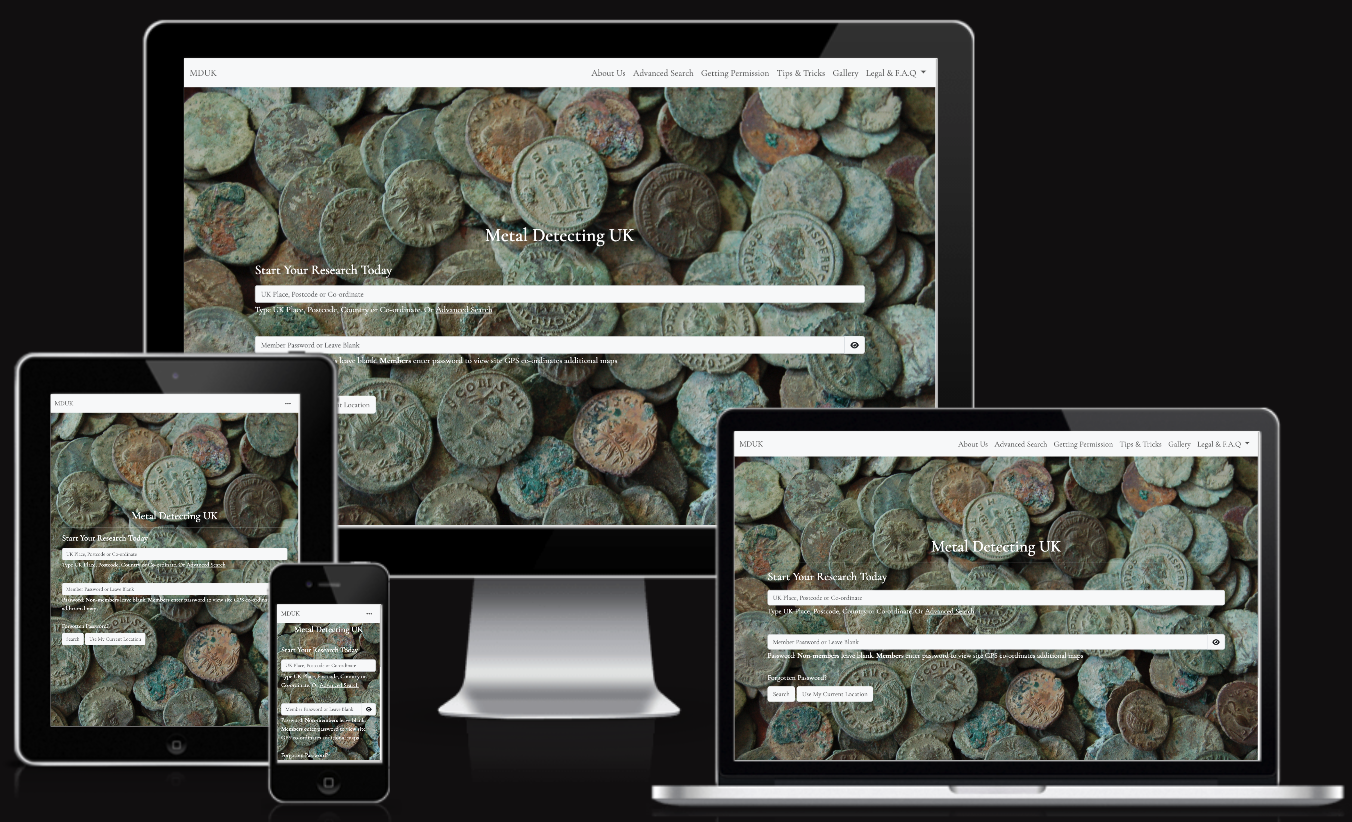 MDUK
About Us Advanced Search Getting Permission Tips & Tricks Gallery Legal & F.A.Q
Metal Detecting UK
Start Your Research Today
UK Place, Postcode or Co-ordinate
Type UK Place, Postcode, Country or Co-ordinate. Or Advanced Search
Member Password or Leave Blank
leave blank. Members enter password to view site GPS co-ordinates additional maps
Location
MDUK
Metal Detecting UK
Start Your Research Today
UK Place, Postcode or Co-ordinate
Type UK Place, Postcode, Country or Co-ordinate. Or Advanced Search
Member Password or Leave Blank
Password: Non-members leave blank. Members enter password to view site GPS
Forgotten Password?
Search Use My Current Location
MDUK
Metal Detecting UK
Start Your Research Today
UK Place, Postcode or Co-ordinate
Type UK Place, Postcode, Country or
Co-ordinate. Or Advanced Search
Member Password or Leave Blank
Password: Non-members leave blank.
Members enter password to view site
GPS co-ordinates additional maps
Forgotten Password?
MDUK
About Us Advanced Search Getting Permission Tips & Tricks Gallery Legal & F.A.Q
Metal Detecting UK
Start Your Research Today
UK Place, Postcode or Co-ordinate
Type UK Place, Postcode, Country or Co-ordinate. Or Advanced Search
Member Password or Leave Blank
Password: Non-members leave blank. Members enter password to view site GPS co-ordinates additional maps
Forgotten Password?
Search Use My Current Location